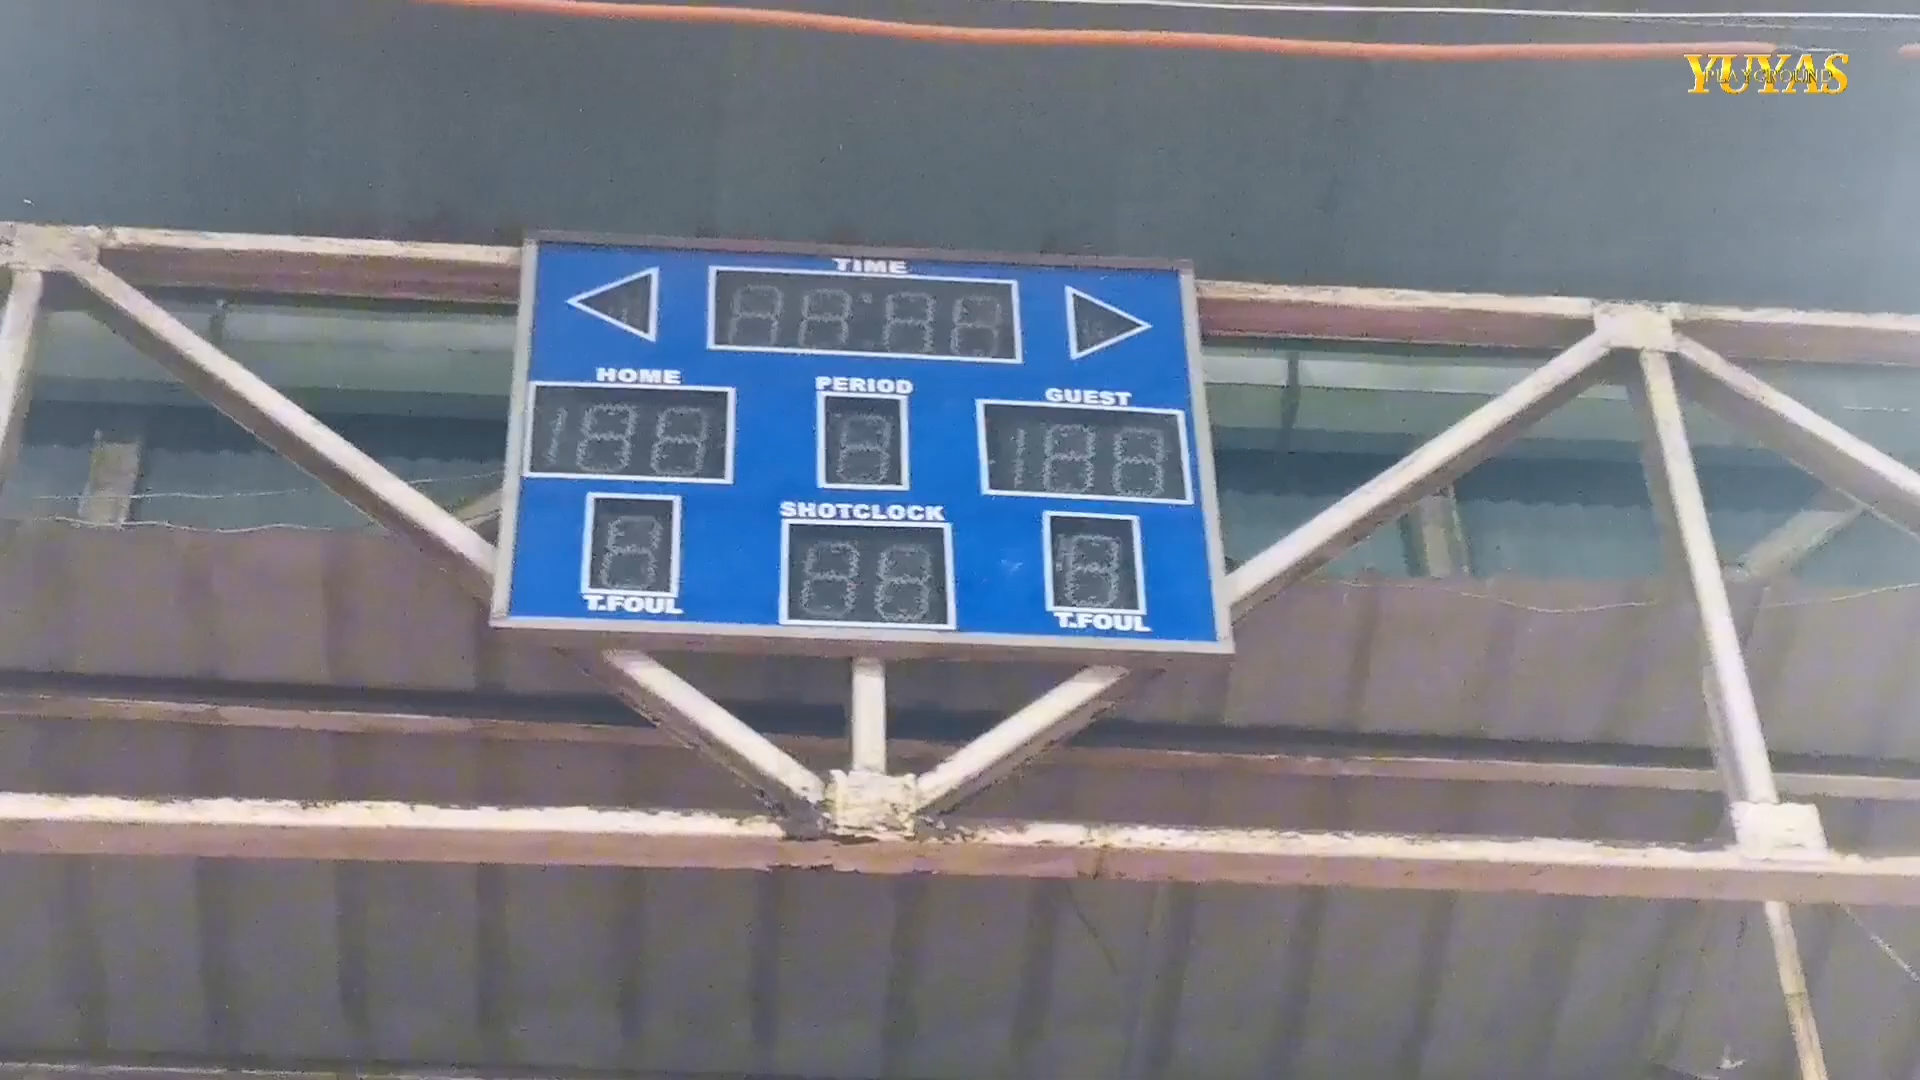 YUYAS
PLAYGROUND
TIME
HOME
PERIOD
GUEST
SHOTCLOCK
T.FOUL
T.FOUL